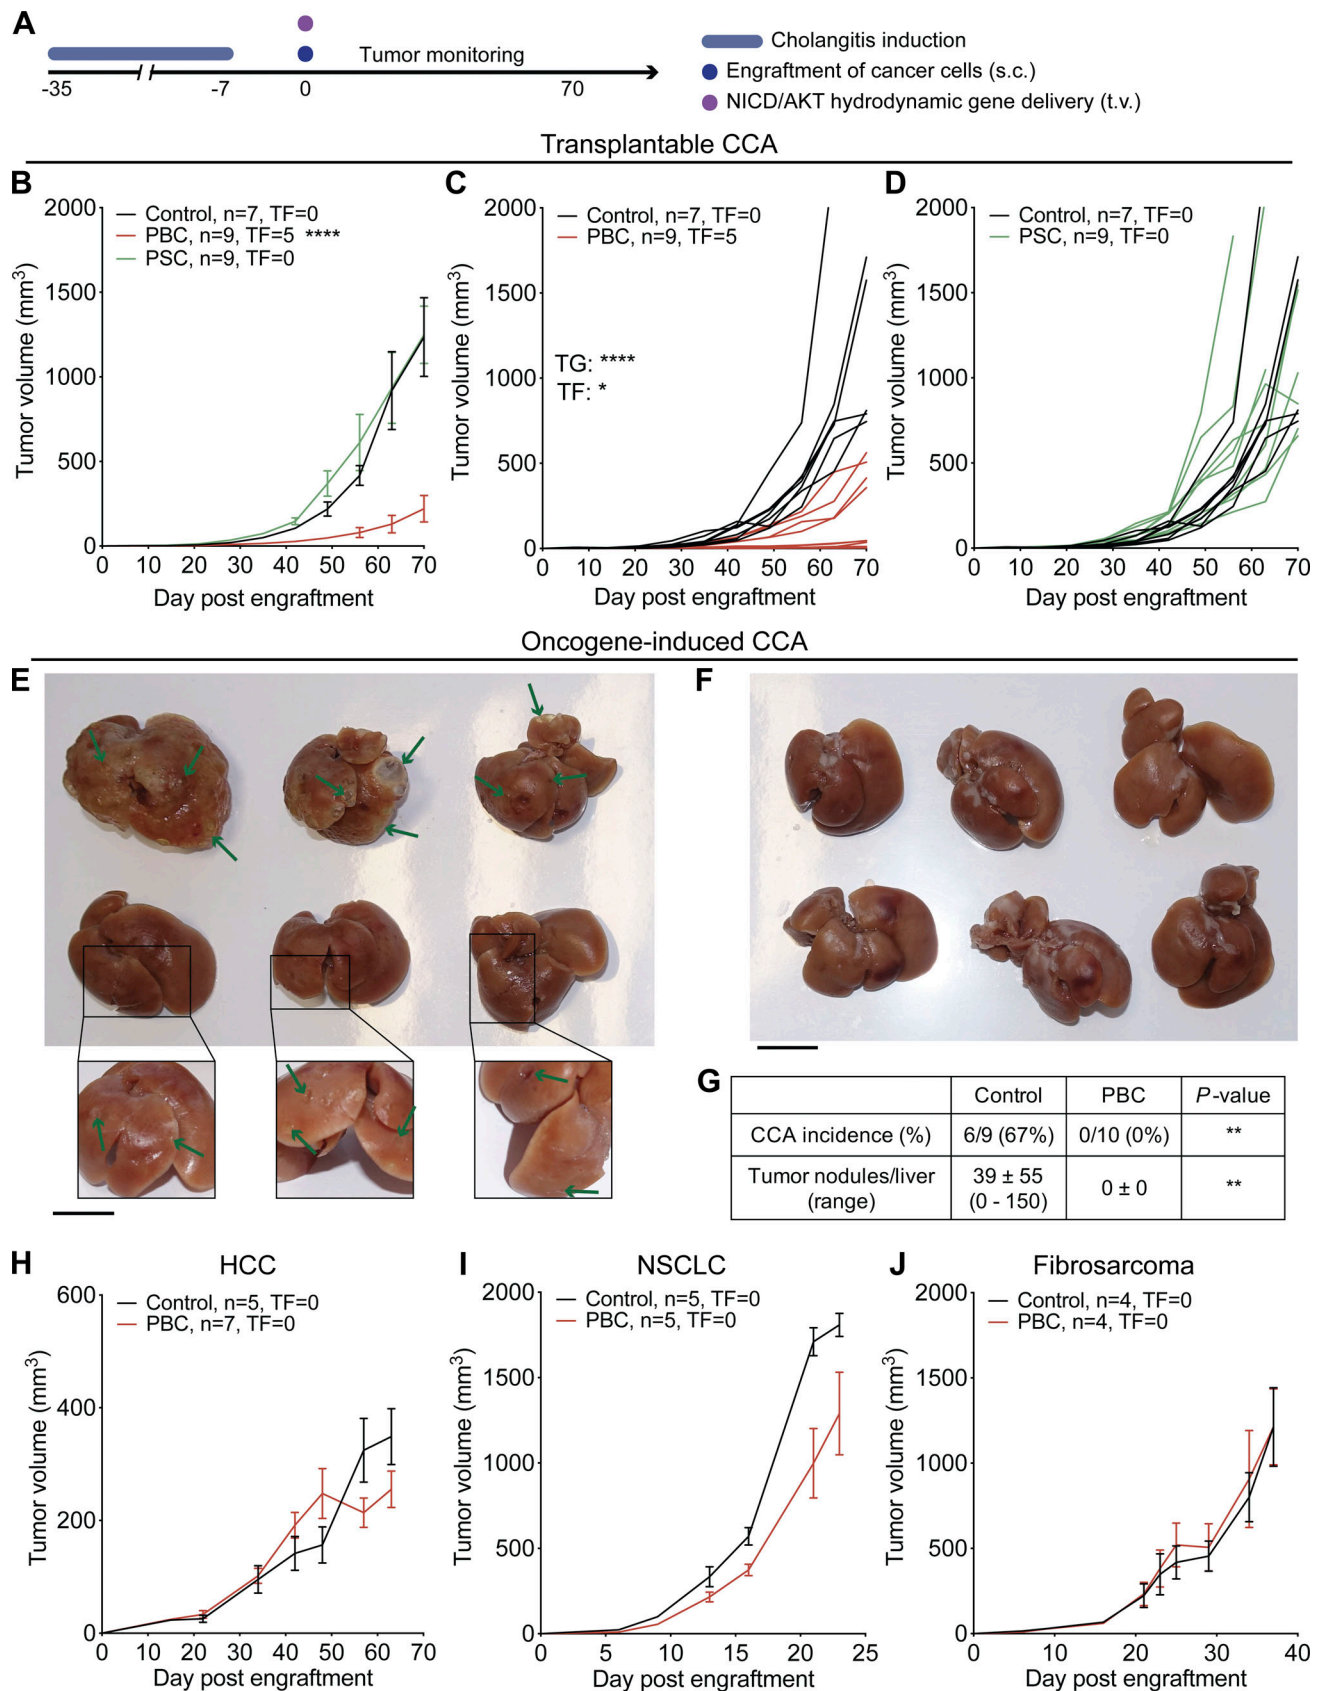 A
Tumor monitoring
-35
-7
0
70
Cholangitis induction
Engraftment of cancer cells (s.c.)
NICD/AKT hydrodynamic gene delivery (t.v.)
Transplantable CCA
B
Control, n=7, TF=0
PBC, n=9, TF=5 ****
PSC, n=9, TF=0
Tumor volume (mm³)
2000
1500
1000
500
0
0 10 20 30 40 50 60 70
Day post engraftment
C
Control, n=7, TF=0
PBC, n=9, TF=5
TG: ****
TF: *
Tumor volume (mm³)
2000
1500
1000
500
0
0 10 20 30 40 50 60 70
Day post engraftment
D
Control, n=7, TF=0
PSC, n=9, TF=0
Tumor volume (mm³)
2000
1500
1000
500
0
0 10 20 30 40 50 60 70
Day post engraftment
Oncogene-induced CCA
E
F
G
Control PBC P-value
CCA incidence (%) 6/9 (67%) 0/10 (0%) **
Tumor nodules/liver (range) 39 ± 55 (0 - 150) 0 ± 0 **
H
HCC
Control, n=5, TF=0
PBC, n=7, TF=0
Tumor volume (mm³)
600
400
200
0
0 10 20 30 40 50 60 70
Day post engraftment
I
NSCLC
Control, n=5, TF=0
PBC, n=5, TF=0
Tumor volume (mm³)
2000
1500
1000
500
0
0 5 10 15 20 25
Day post engraftment
J
Fibrosarcoma
Control, n=4, TF=0
PBC, n=4, TF=0
Tumor volume (mm³)
2000
1500
1000
500
0
0 10 20 30 40
Day post engraftment